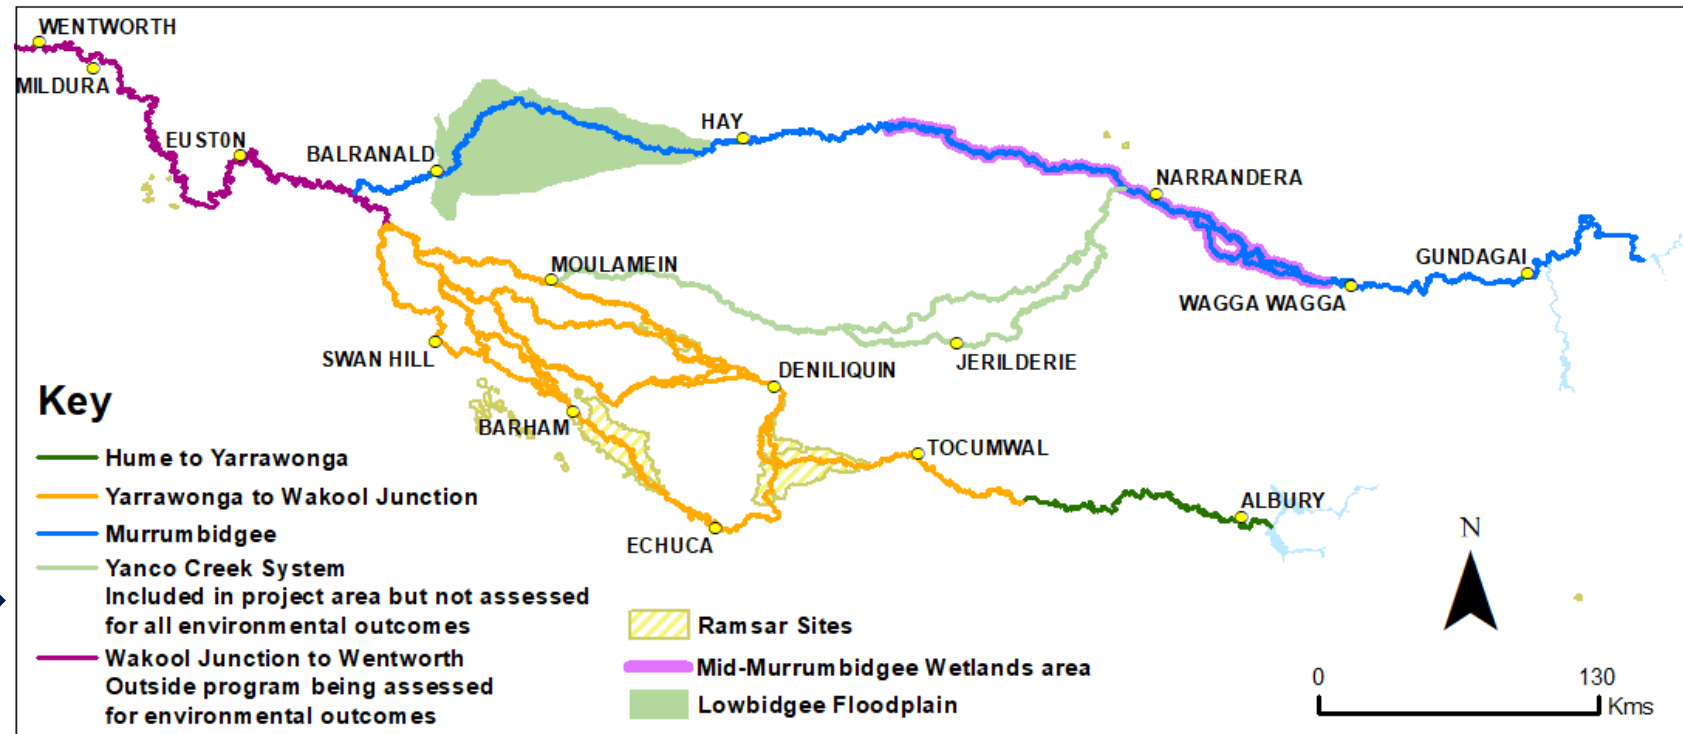 WENTWORTH
MILDURA
EUST0N
BALRANALD
HAY
NARRANDERA
MOULAMEIN
GUNDAGAI
WAGGA WAGGA
SWAN HILL
JERILDERIE
DENILIQUIN
BARHAM
TOCUMWAL
ALBURY
ECHUCA
Key
Hume to Yarrawonga
Yarrawonga to Wakool Junction
Murrumbidgee
Yanco Creek System
Included in project area but not assessed
for all environmental outcomes
Wakool Junction to Wentworth
Outside program being assessed
for environmental outcomes
Ramsar Sites
Mid-Murrumbidgee Wetlands area
Lowbidgee Floodplain
N
0 130
Kms